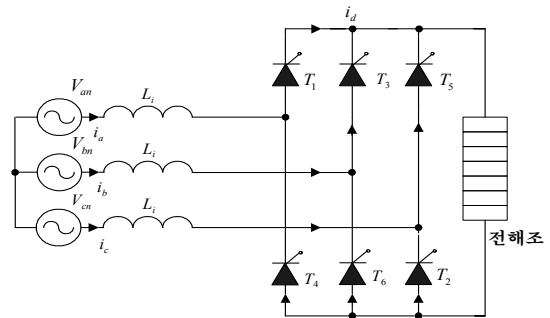 i_d
V_an
L_i
T_1
T_3
T_5
i_a
V_bn
L_i
i_b
V_cn
L_i
i_c
전해조
T_4
T_6
T_2